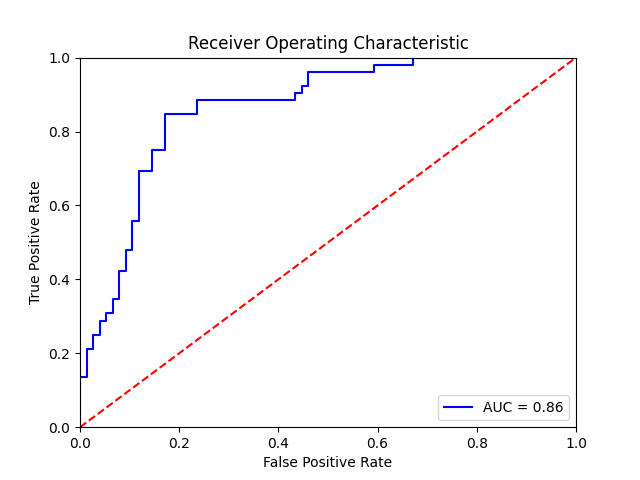 Receiver Operating Characteristic
1.0
0.8
0.6
0.4
0.2
0.0
True Positive Rate
AUC = 0.86
0.0 0.2 0.4 0.6 0.8 1.0
False Positive Rate